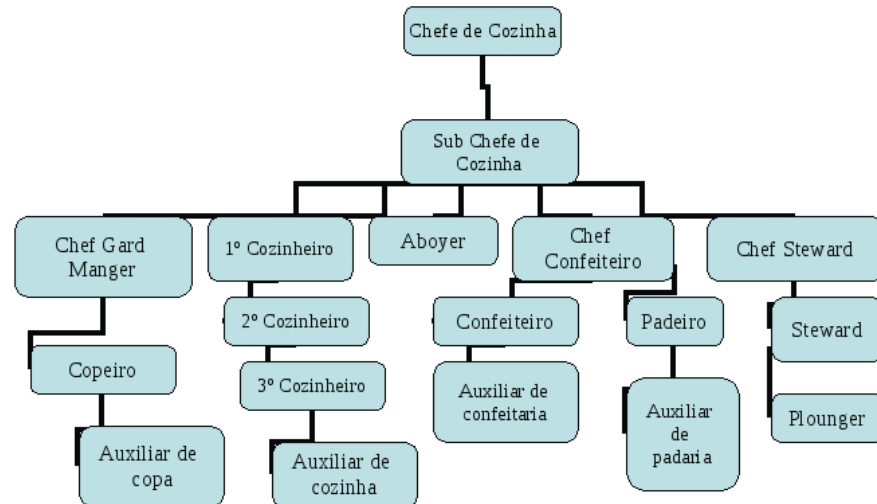 Chefe de Cozinha
Sub Chefe de
Cozinha
Chef Gard
Manger
1º Cozinheiro
Aboyer
Chef
Confeiteiro
Chef Steward
2º Cozinheiro
Confeiteiro
Padeiro
Steward
Copeiro
3º Cozinheiro
Auxiliar de
confeitaria
Auxiliar
de
padaria
Plounger
Auxiliar de
copa
Auxiliar de
cozinha